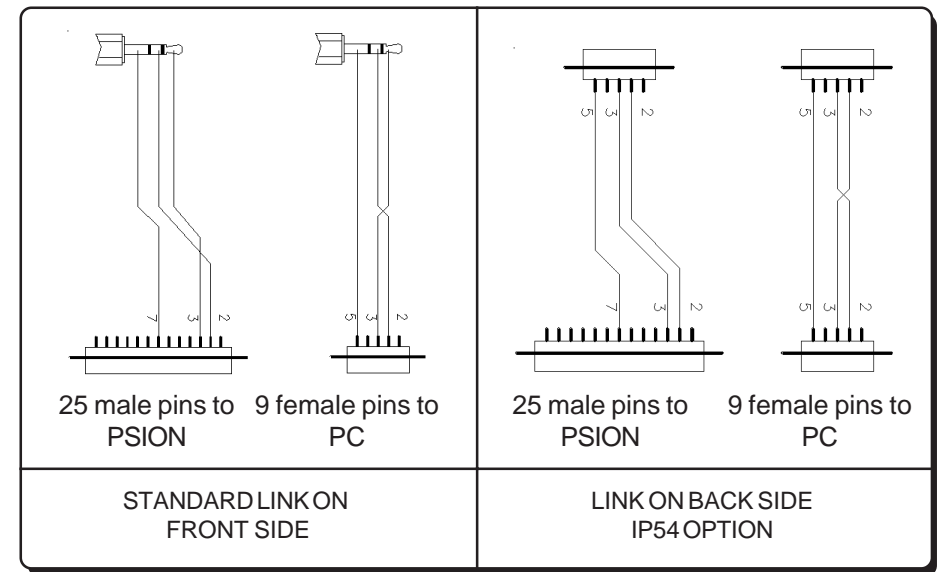 5 3 2
5 3 2
7 3 2
5 3 2
7 3 2
5 3 2
25 male pins to
PSION
9 female pins to
PC
25 male pins to
PSION
9 female pins to
PC
STANDARD LINK ON
FRONT SIDE
LINK ON BACK SIDE
IP54 OPTION